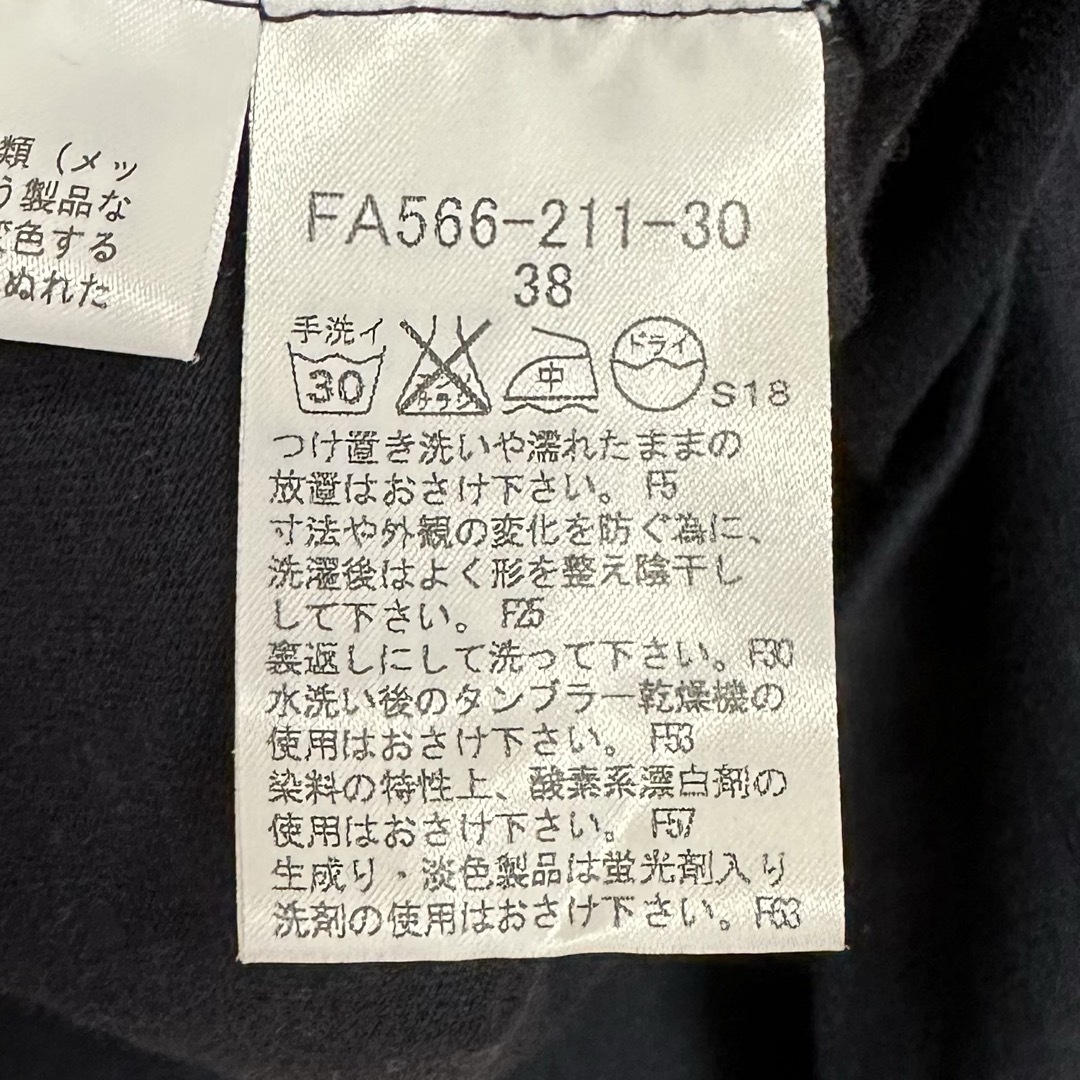 類（メッ
う製品な
変色する
ぬれた
FA566-211-30
38
手洗イ
30
エンソ
サラシ
中
ドライ
S18
つけ置き洗いや濡れたままの
放置はおさけ下さい。F5
寸法や外観の変化を防ぐ為に、
洗濯後はよく形を整え陰干し
して下さい。F25
裏返しにして洗って下さい。F30
水洗い後のタンブラー乾燥機の
使用はおさけ下さい。F53
染料の特性上、酸素系漂白剤の
使用はおさけ下さい。F57
生成り・淡色製品は蛍光剤入り
洗剤の使用はおさけ下さい。F63